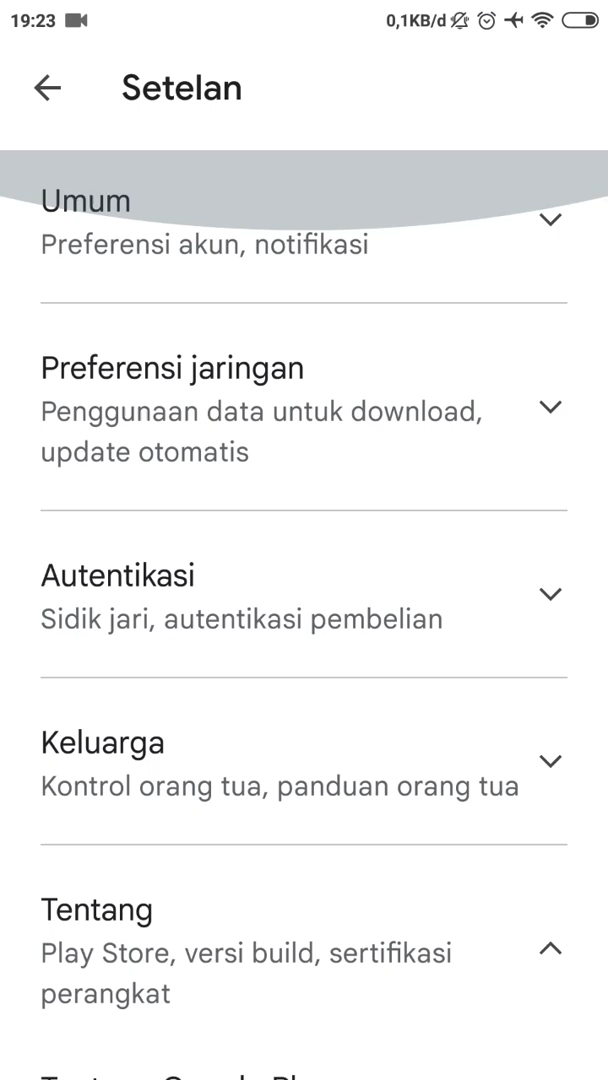 19:23
0,1KB/d
Setelan
Umum
Preferensi akun, notifikasi
Preferensi jaringan
Penggunaan data untuk download,
update otomatis
Autentikasi
Sidik jari, autentikasi pembelian
Keluarga
Kontrol orang tua, panduan orang tua
Tentang
Play Store, versi build, sertifikasi
perangkat